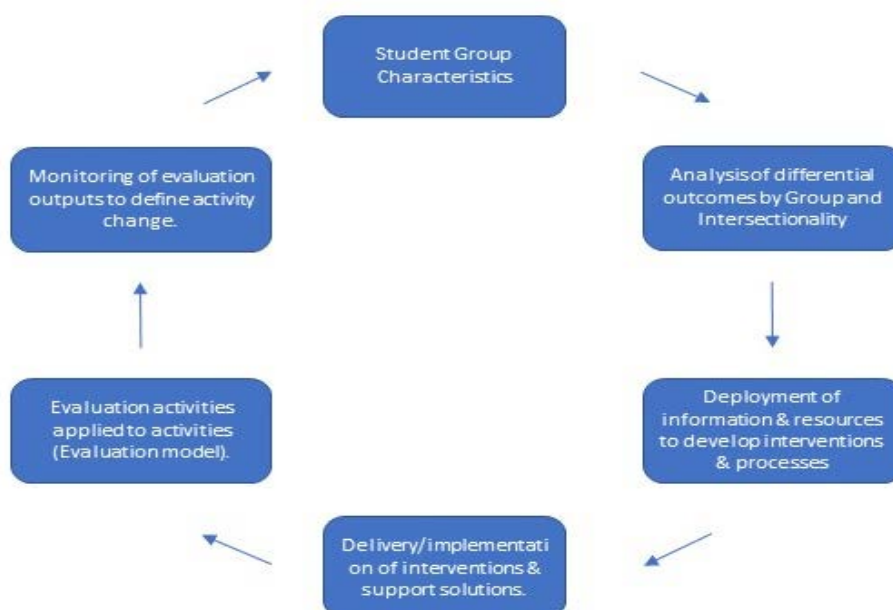 Student Group
Characteristics
Analysis of differential
outcomes by Group and
Intersectionality
Deployment of
information & resources
to develop interventions
& processes
Delivery/implementati
on of interventions &
support solutions.
Evaluation activities
applied to activities
(Evaluation model).
Monitoring of evaluation
outputs to define activity
change.